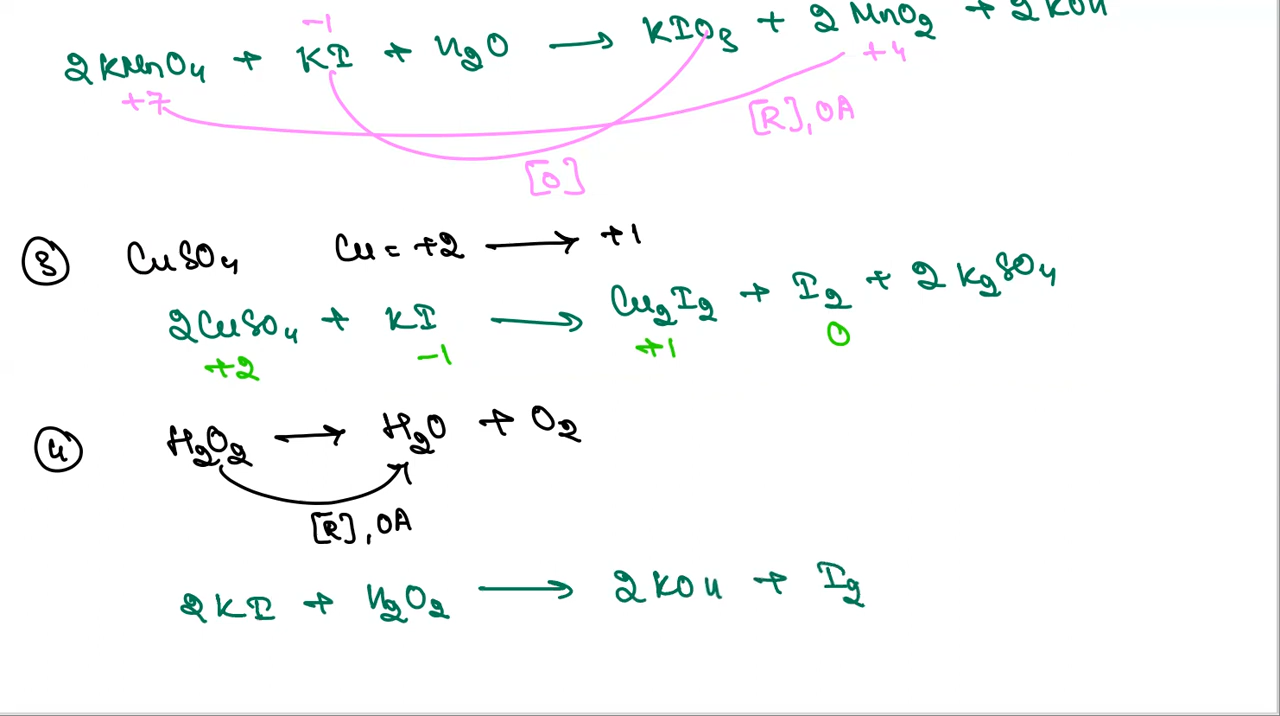 2KMnO4 + KI + H2O ⟶ KIO3 + 2MnO2 + 2KOH
-1
+7
+4
[R], OA
[O]
③ CuSO4 Cu = +2 ⟶ +1
2CuSO4 + KI ⟶ Cu2I2 + I2 + 2K2SO4
+2 -1 +1 0
④ H2O2 ⟶ H2O + O2
[R], OA
2KI + H2O2 ⟶ 2KOH + I2